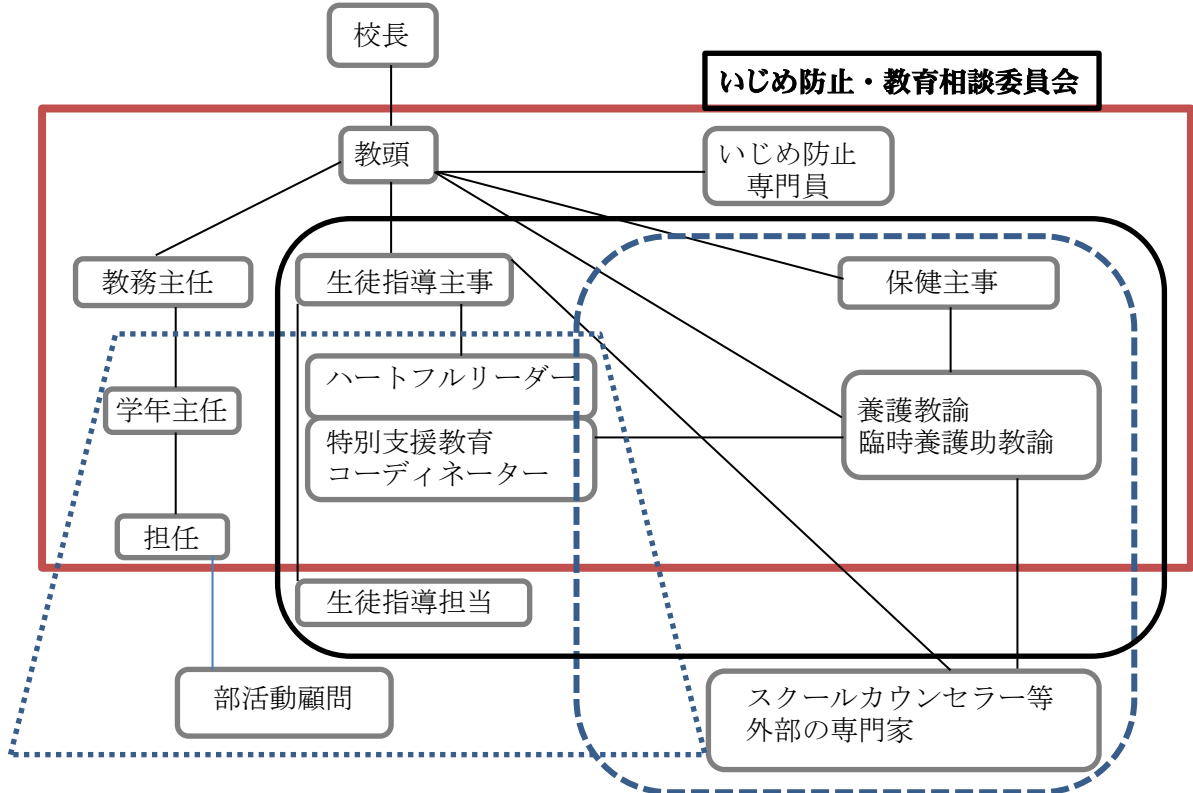 校長
いじめ防止・教育相談委員会
教頭
いじめ防止
専門員
教務主任
生徒指導主事
保健主事
ハートフルリーダー
学年主任
特別支援教育
コーディネーター
養護教諭
臨時養護助教諭
担任
生徒指導担当
部活動顧問
スクールカウンセラー等
外部の専門家